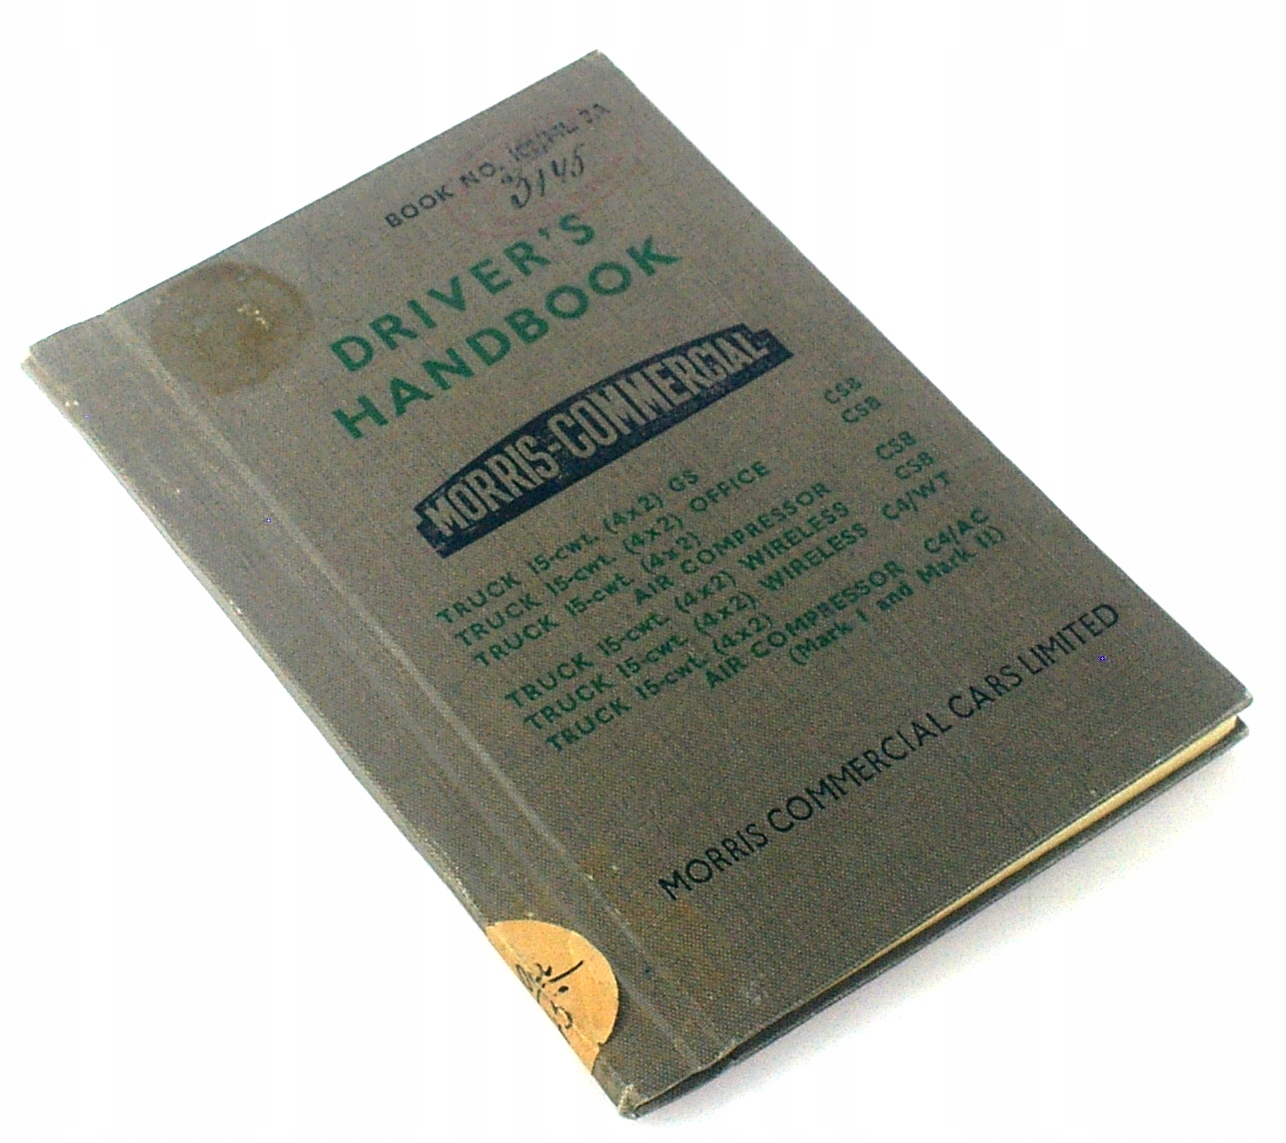 BOOK NO.
3145
DRIVER'S
HANDBOOK
MORRIS-COMMERCIAL
TRUCK 15-cwt. (4x2) GS CS8
TRUCK 15-cwt. (4x2) OFFICE CS8
TRUCK 15-cwt. (4x2)
AIR COMPRESSOR CS8
TRUCK 15-cwt. (4x2) WIRELESS CS8
TRUCK 15-cwt. (4x2) WIRELESS C4/WT
TRUCK 15-cwt. (4x2)
AIR COMPRESSOR C4/AC
(Mark I and Mark II)
MORRIS COMMERCIAL CARS LIMITED